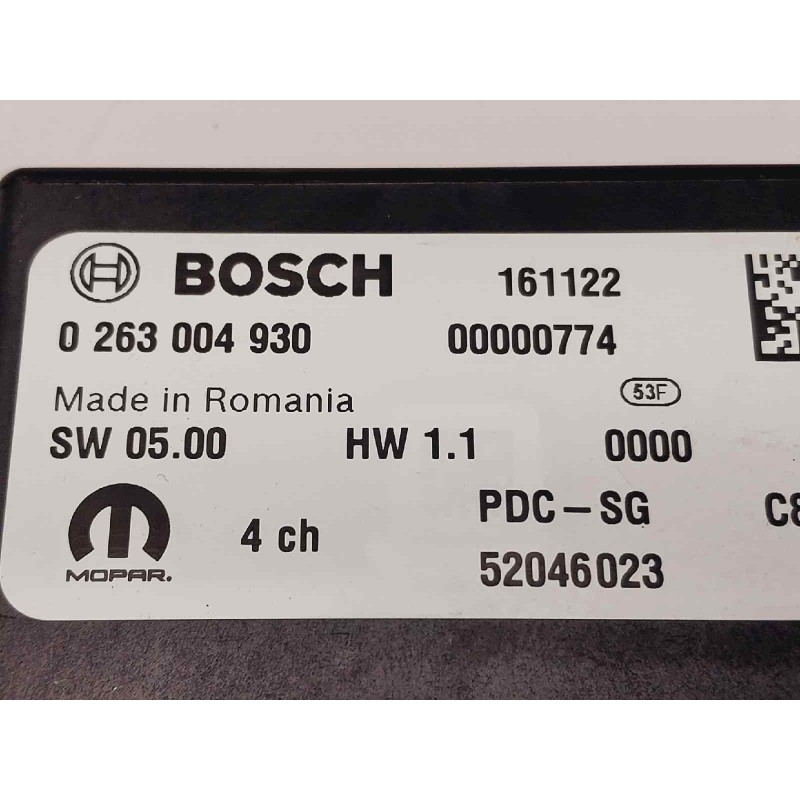 BOSCH 161122
0 263 004 930 00000774
Made in Romania 53F
SW 05.00 HW 1.1 0000
4 ch PDC-SG
MOPAR. 52046023